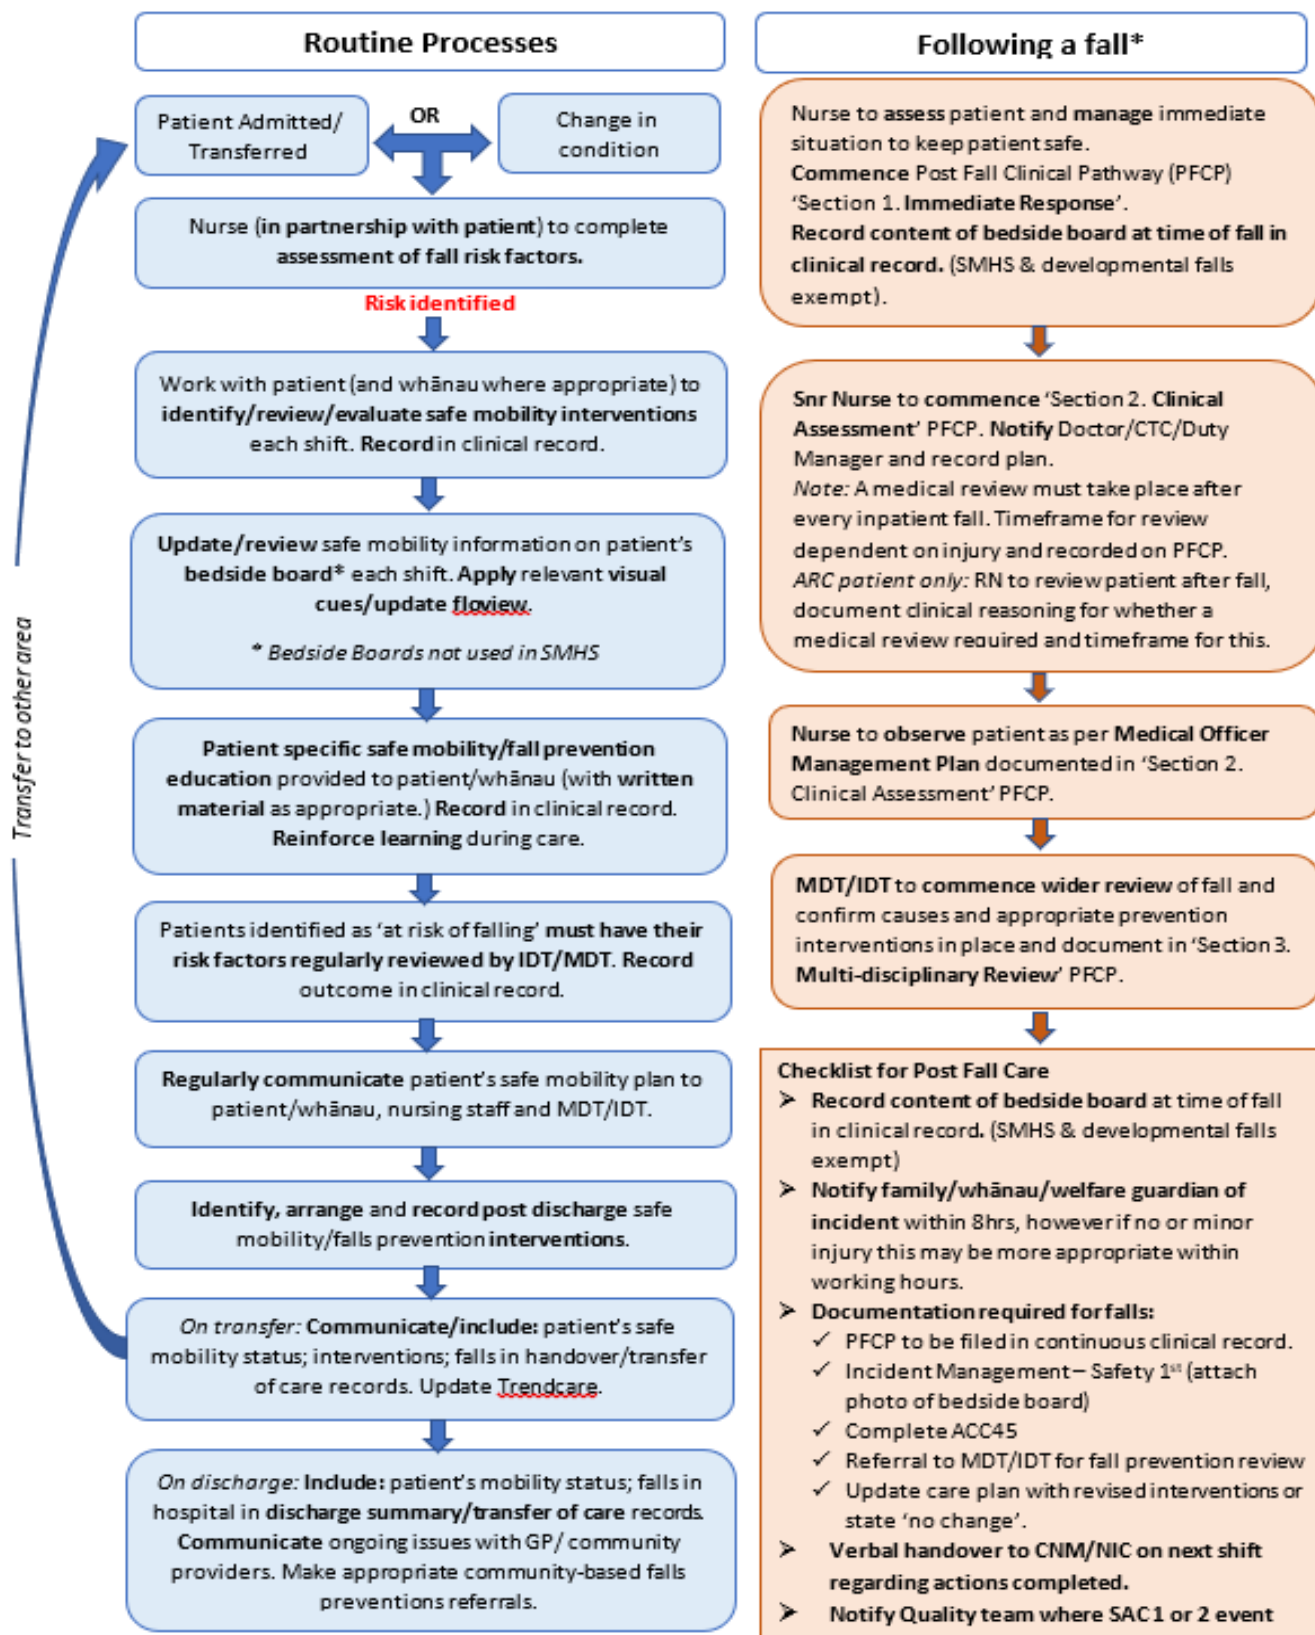 Routine Processes
Patient Admitted/
Transferred
OR
Change in
condition
Nurse (in partnership with patient) to complete
assessment of fall risk factors.
Risk identified
Work with patient (and whānau where appropriate) to
identify/review/evaluate safe mobility interventions
each shift. Record in clinical record.
Update/review safe mobility information on patient's
bedside board* each shift. Apply relevant visual
cues/update floview.
* Bedside Boards not used in SMHS
Patient specific safe mobility/fall prevention
education provided to patient/whānau (with written
material as appropriate.) Record in clinical record.
Reinforce learning during care.
Patients identified as 'at risk of falling' must have their
risk factors regularly reviewed by IDT/MDT. Record
outcome in clinical record.
Regularly communicate patient's safe mobility plan to
patient/whānau, nursing staff and MDT/IDT.
Identify, arrange and record post discharge safe
mobility/falls prevention interventions.
On transfer: Communicate/include: patient's safe
mobility status; interventions; falls in handover/transfer
of care records. Update Trendcare.
On discharge: Include: patient's mobility status; falls in
hospital in discharge summary/transfer of care records.
Communicate ongoing issues with GP/ community
providers. Make appropriate community-based falls
preventions referrals.
Transfer to other area
Following a fall*
Nurse to assess patient and manage immediate
situation to keep patient safe.
Commence Post Fall Clinical Pathway (PFCP)
'Section 1. Immediate Response'.
Record content of bedside board at time of fall in
clinical record. (SMHS & developmental falls
exempt).
Snr Nurse to commence 'Section 2. Clinical
Assessment' PFCP. Notify Doctor/CTC/Duty
Manager and record plan.
Note: A medical review must take place after
every inpatient fall. Timeframe for review
dependent on injury and recorded on PFCP.
ARC patient only: RN to review patient after fall,
document clinical reasoning for whether a
medical review required and timeframe for this.
Nurse to observe patient as per Medical Officer
Management Plan documented in 'Section 2.
Clinical Assessment' PFCP.
MDT/IDT to commence wider review of fall and
confirm causes and appropriate prevention
interventions in place and document in 'Section 3.
Multi-disciplinary Review' PFCP.
Checklist for Post Fall Care
➤ Record content of bedside board at time of fall
in clinical record. (SMHS & developmental falls
exempt)
➤ Notify family/whānau/welfare guardian of
incident within 8hrs, however if no or minor
injury this may be more appropriate within
working hours.
➤ Documentation required for falls:
✓ PFCP to be filed in continuous clinical record.
✓ Incident Management – Safety 1st (attach
photo of bedside board)
✓ Complete ACC45
✓ Referral to MDT/IDT for fall prevention review
✓ Update care plan with revised interventions or
state 'no change'.
➤ Verbal handover to CNM/NIC on next shift
regarding actions completed.
➤ Notify Quality team where SAC 1 or 2 event